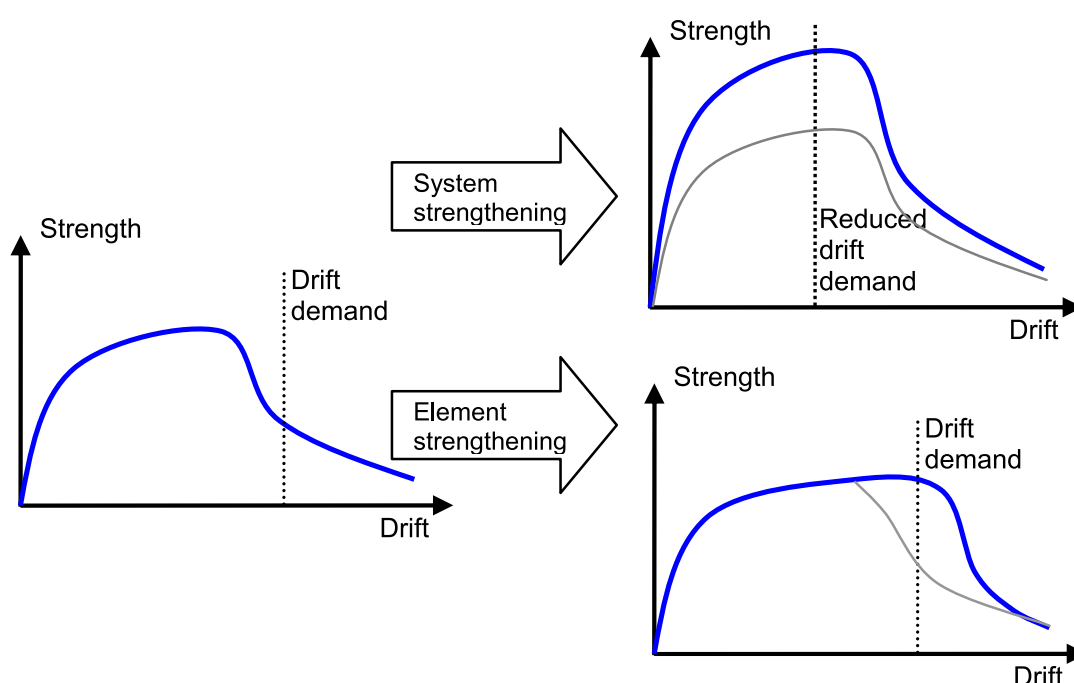 Strength
Drift
demand
Drift
System
strengthening
Element
strengthening
Strength
Reduced
drift
demand
Drift
Strength
Drift
demand
Drift